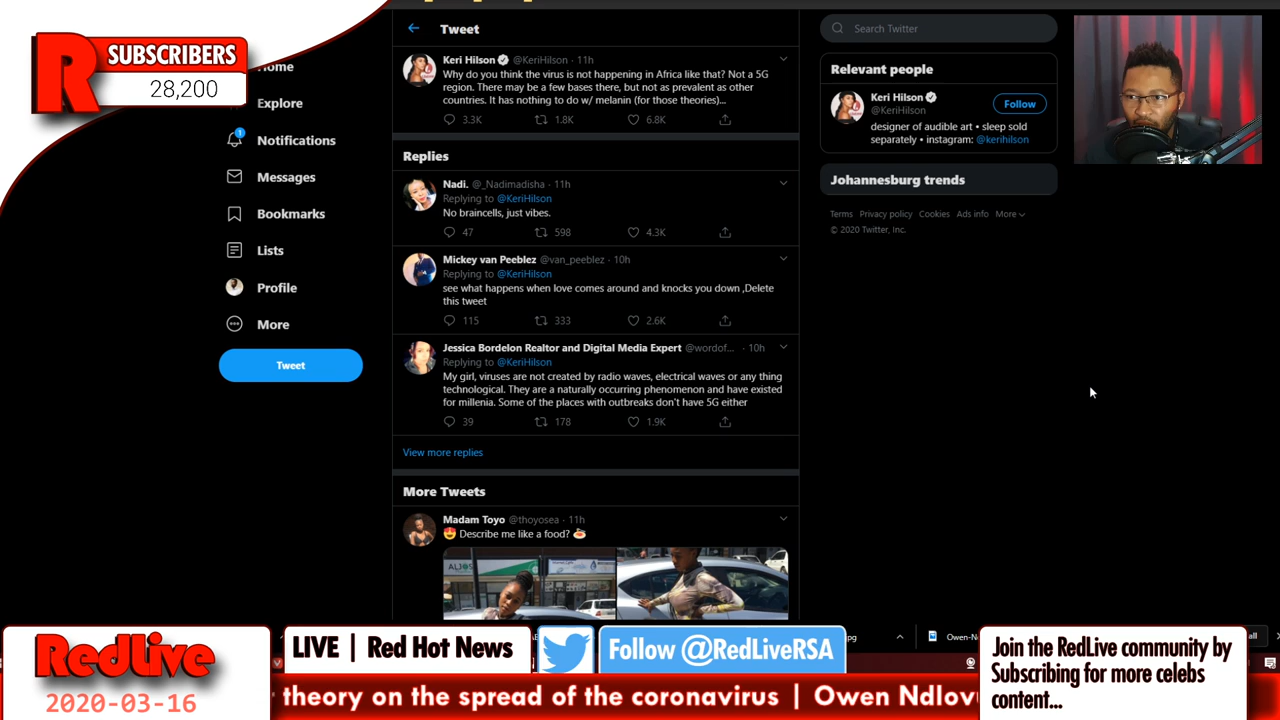 R SUBSCRIBERS
28,200
Home
Explore
1
Notifications
Messages
Bookmarks
Lists
Profile
More
Tweet
Tweet
Keri Hilson @KeriHilson · 11h
Why do you think the virus is not happening in Africa like that? Not a 5G
region. There may be a few bases there, but not as prevalent as other
countries. It has nothing to do w/ melanin (for those theories)...
3.3K 1.8K 6.8K
Replies
Nadi. @_Nadimadisha · 11h
Replying to @KeriHilson
No braincells, just vibes.
47 598 4.3K
Mickey van Peeblez @van_peeblez · 10h
Replying to @KeriHilson
see what happens when love comes around and knocks you down ,Delete
this tweet
115 333 2.6K
Jessica Bordelon Realtor and Digital Media Expert @wordof... · 10h
Replying to @KeriHilson
My girl, viruses are not created by radio waves, electrical waves or any thing
technological. They are a naturally occurring phenomenon and have existed
for millenia. Some of the places with outbreaks don't have 5G either
39 178 1.9K
View more replies
More Tweets
Madam Toyo @thoyosea · 11h
Describe me like a food?
ALJOS
Search Twitter
Relevant people
Keri Hilson
@KeriHilson
Follow
designer of audible art • sleep sold
separately • instagram: @kerihilson
Johannesburg trends
Terms Privacy policy Cookies Ads info More
© 2020 Twitter, Inc.
pg
Owen-N
all
RedLive
2020-03-16
LIVE | Red Hot News
Follow @RedLiveRSA
theory on the spread of the coronavirus | Owen Ndlov
Join the RedLive community by
Subscribing for more celebs
content...